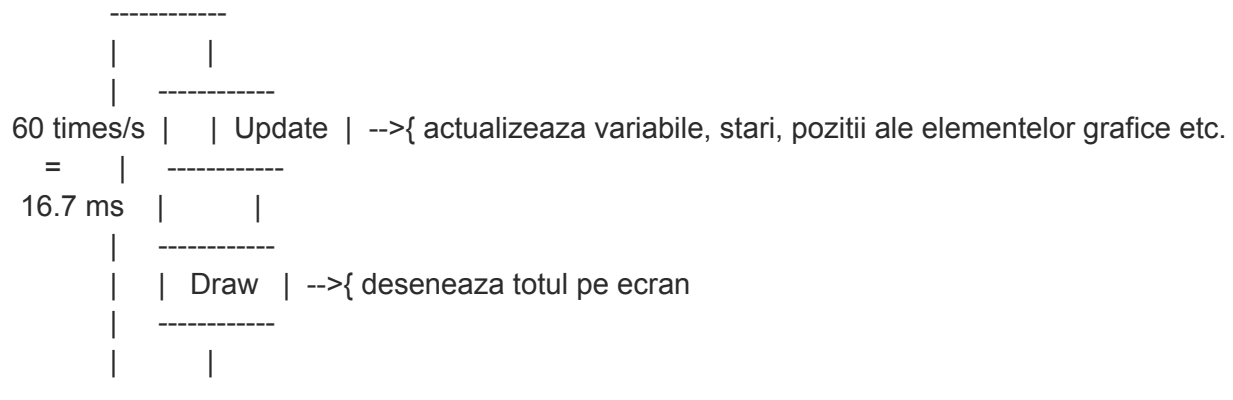 ------------
|            |
|     ------------
60 times/s |     | Update | -->{ actualizeaza variabile, stari, pozitii ale elementelor grafice etc.
=        |     ------------
16.7 ms    |            |
|     ------------
|     |   Draw   | -->{ deseneaza totul pe ecran
|     ------------
|            |